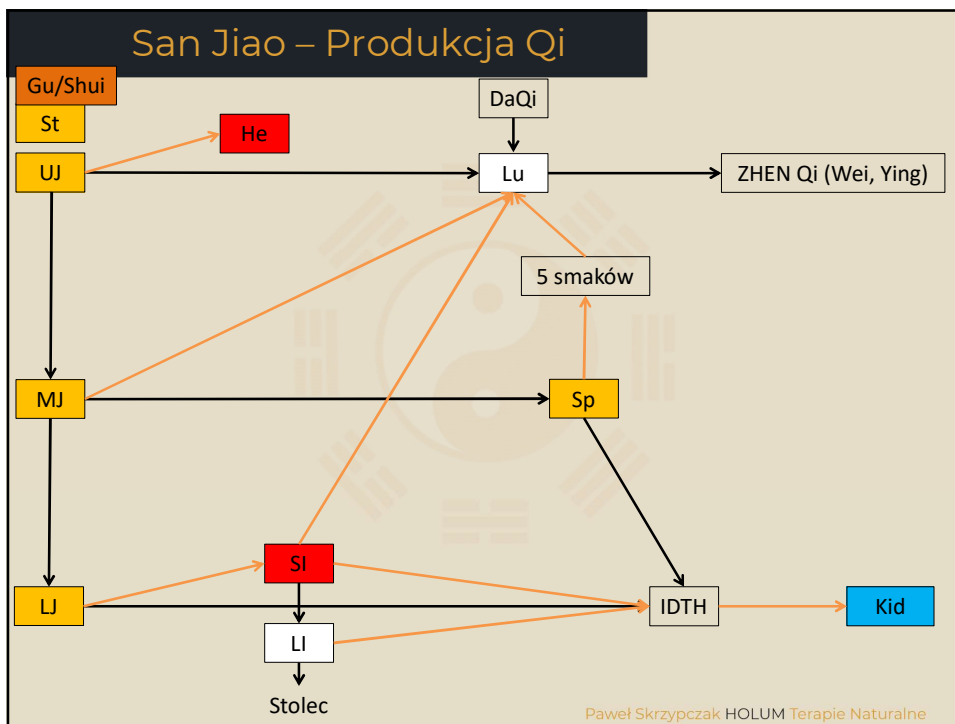 San Jiao – Produkcja Qi
Gu/Shui
St
DaQi
He
UJ
Lu
ZHEN Qi (Wei, Ying)
5 smaków
MJ
Sp
SI
LJ
IDTH
Kid
LI
Stolec
Paweł Skrzypczak HOLUM Terapie Naturalne